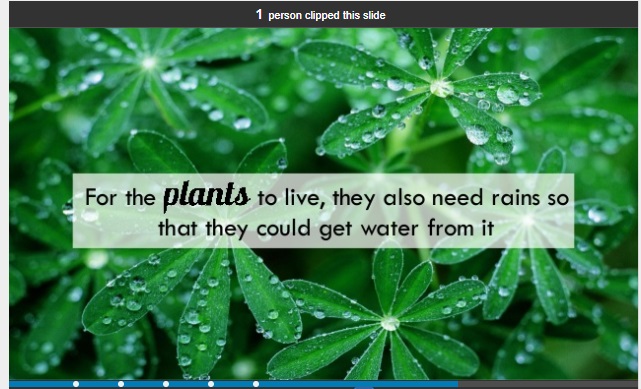 1 person clipped this slide
For the plants to live, they also need rains so
that they could get water from it